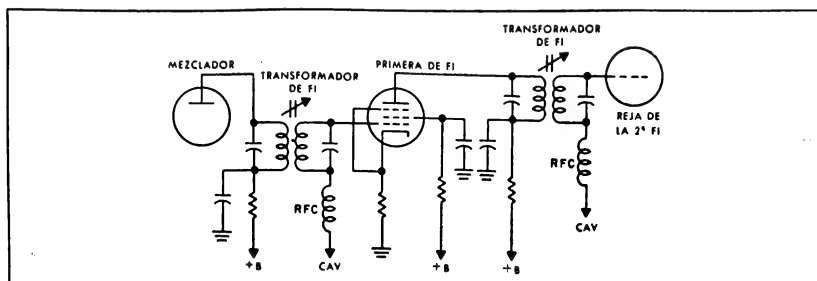 TRANSFORMADOR
DE FI
MEZCLADOR
TRANSFORMADOR
DE FI
PRIMERA DE FI
REJA DE
LA 2ª FI
RFC
RFC
CAV
+B
CAV
+B
+B